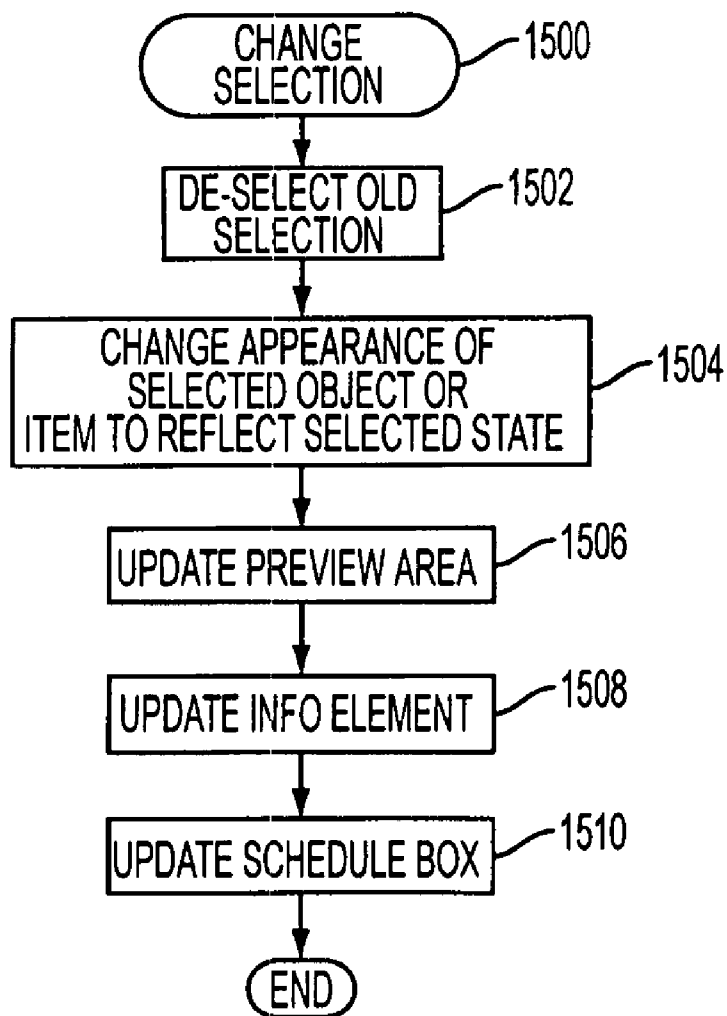 CHANGE
SELECTION
1500
DE-SELECT OLD
SELECTION
1502
CHANGE APPEARANCE OF
SELECTED OBJECT OR
ITEM TO REFLECT SELECTED STATE
1504
UPDATE PREVIEW AREA
1506
UPDATE INFO ELEMENT
1508
UPDATE SCHEDULE BOX
1510
END